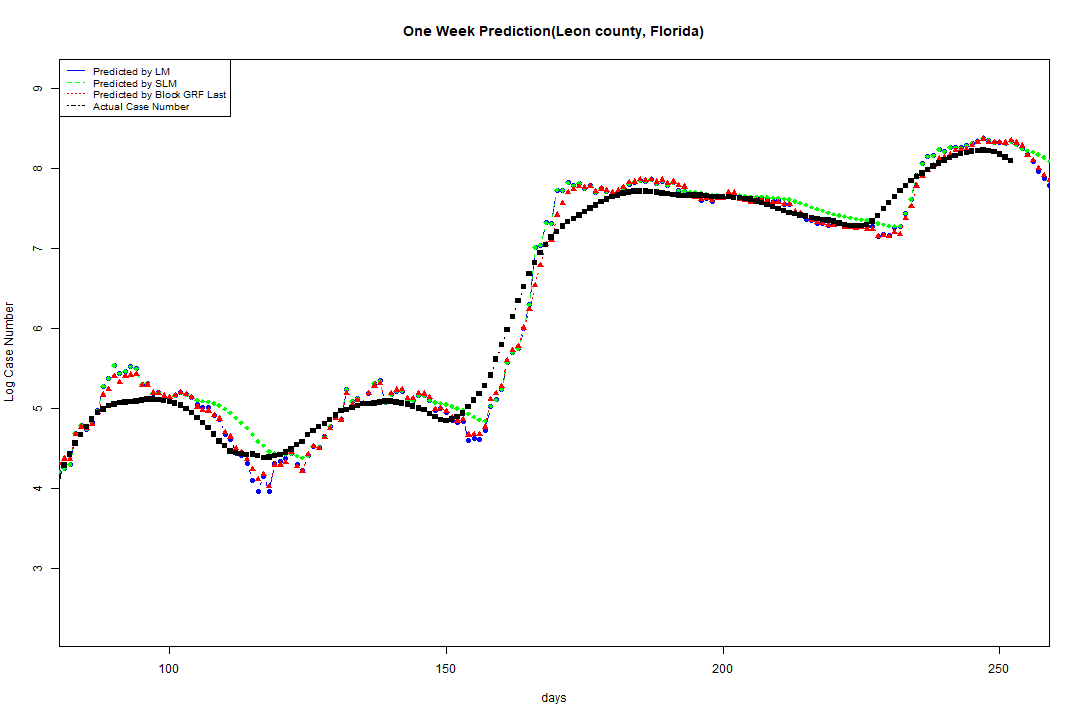 One Week Prediction(Leon county, Florida)
Predicted by LM
Predicted by SLM
Predicted by Block GRF Last
Actual Case Number
9
8
7
6
5
4
3
Log Case Number
100 150 200 250
days